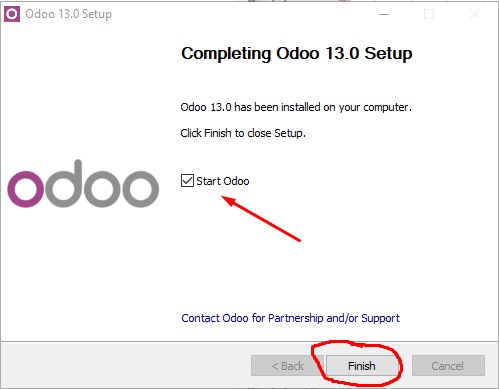 Odoo 13.0 Setup
Completing Odoo 13.0 Setup
Odoo 13.0 has been installed on your computer.
Click Finish to close Setup.
odoo
Start Odoo
Contact Odoo for Partnership and/or Support
< Back
Finish
Cancel